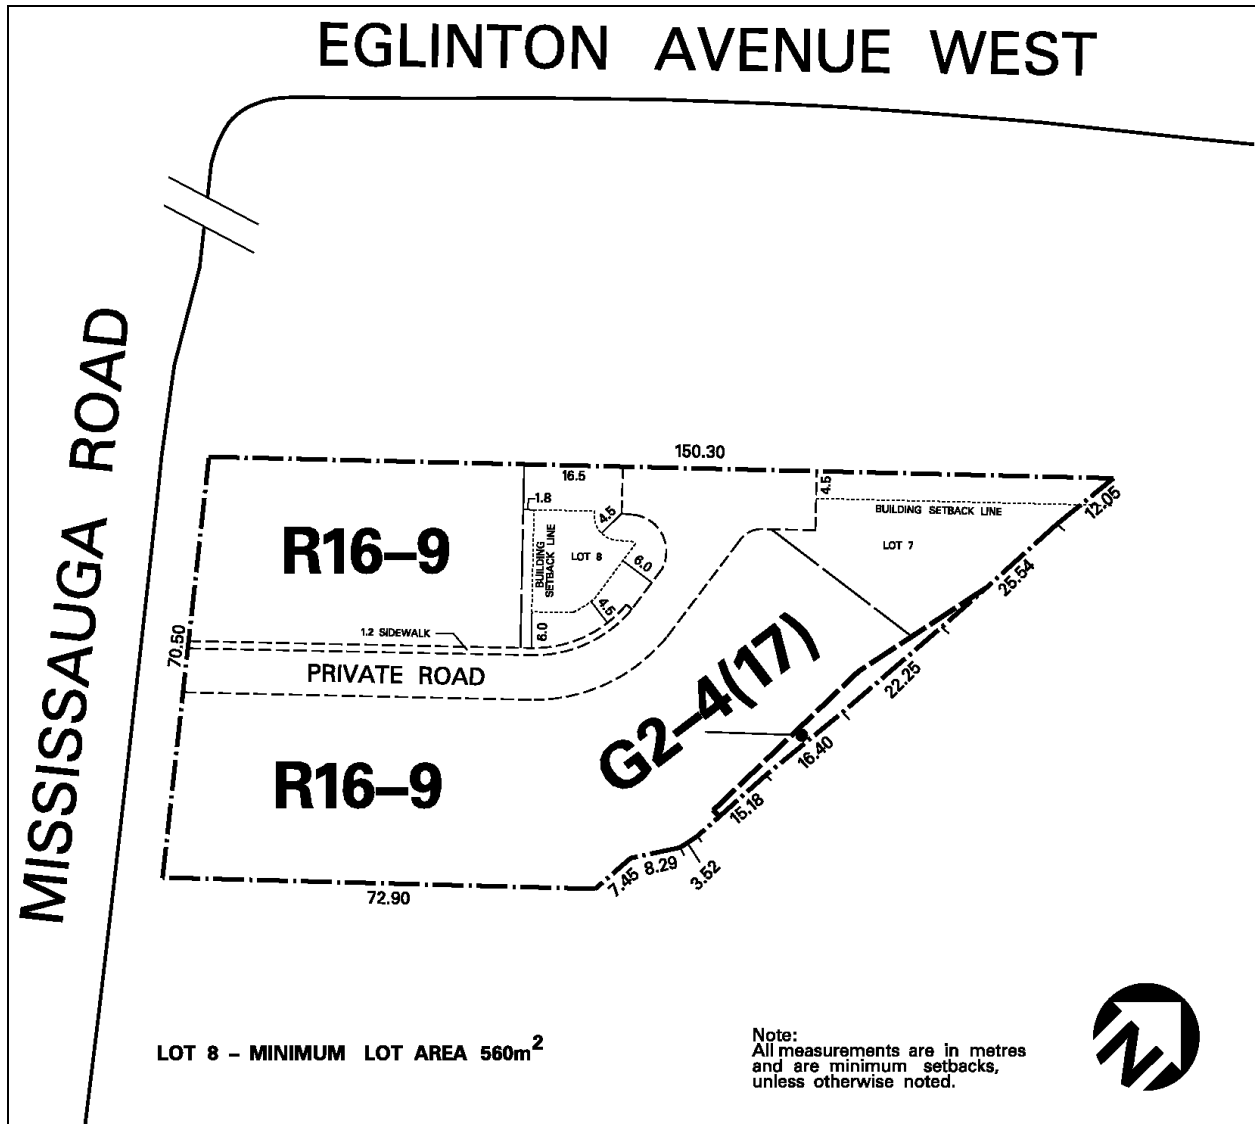 EGLINTON AVENUE WEST
MISSISSAUGA ROAD
150.30
16.5
1.8
4.5
4.5
12.05
BUILDING SETBACK LINE
R16–9
BUILDING
SETBACK LINE
LOT 8
6.0
LOT 7
25.54
4.5
6.0
1.2 SIDEWALK
70.50
PRIVATE ROAD
22.25
G2–4(17)
16.40
R16–9
15.18
7.45
8.29
3.52
72.90
LOT 8 – MINIMUM LOT AREA 560m²
Note:
All measurements are in metres
and are minimum setbacks,
unless otherwise noted.
N